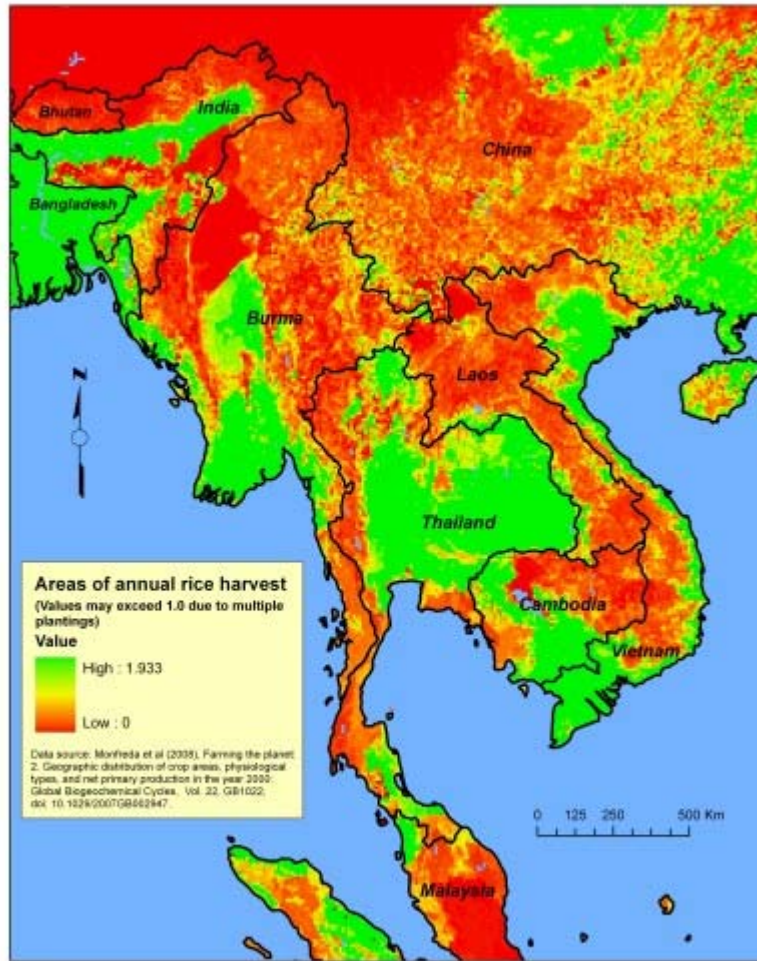 Bhutan
India
China
Bangladesh
Burma
Laos
N
Thailand
Cambodia
Vietnam
Areas of annual rice harvest
(Values may exceed 1.0 due to multiple
plantings)
Value
High : 1.933
Low : 0
Data source: Monfreda et al (2008), Farming the planet:
2. Geographic distribution of crop areas, physiological
types, and net primary production in the year 2000:
Global Biogeochemical Cycles, Vol. 22, GB1022,
doi: 10.1029/2007GB002947.
0 125 250 500 Km
Malaysia